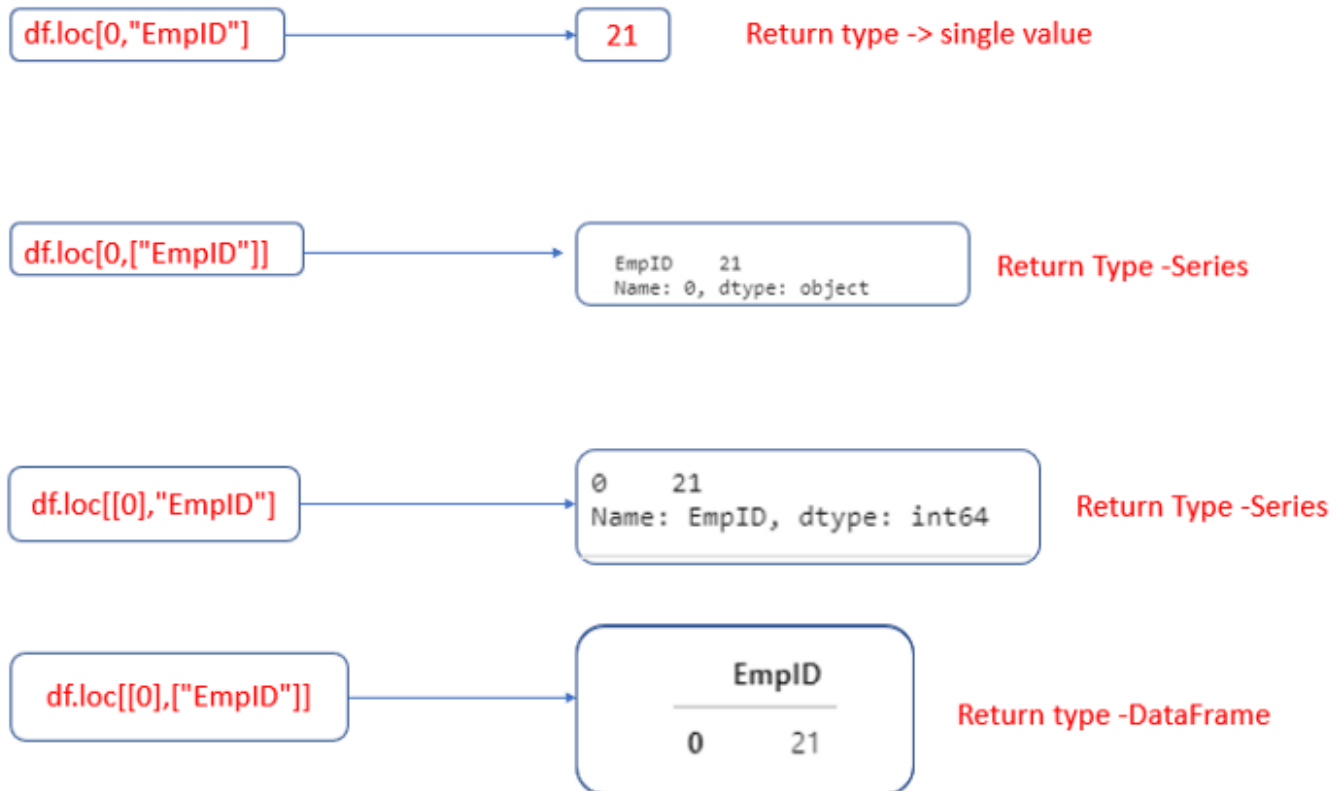 df.loc[0,"EmpID"]
21
Return type -> single value
df.loc[0,["EmpID"]]
EmpID 21
Name: 0, dtype: object
Return Type -Series
df.loc[[0],"EmpID"]
0 21
Name: EmpID, dtype: int64
Return Type -Series
df.loc[[0],["EmpID"]]
EmpID
0 21
Return type -DataFrame